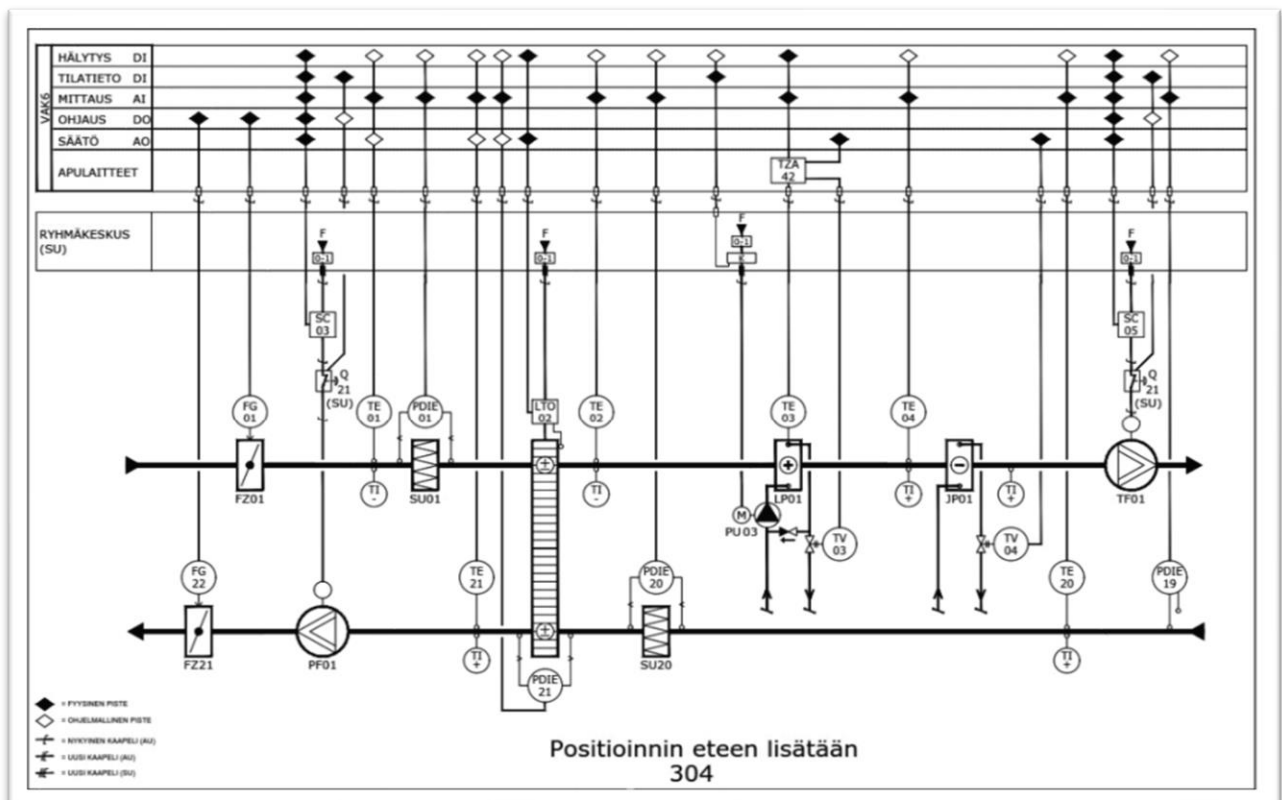 VAK6
HÄLYTYS DI
TILATIETO DI
MITTAUS AI
OHJAUS DO
SÄÄTÖ AO
APULAITTEET
TZA 42
RYHMÄKESKUS
(SU)
F
0-1
F
0-1
F
0-1
K
F
0-1
SC 03
SC 05
Q 21 (SU)
Q 21 (SU)
FG 01
TE 01
PDIE 01
LTO 02
TE 02
TE 03
TE 04
±
+
-
FZ01
TI -
SU01
TI -
LP01
TI +
JP01
TI +
TF01
M
PU 03
TV 03
TV 04
FG 22
TE 21
PDIE 20
TE 20
PDIE 19
±
FZ21
PF01
TI +
SU20
TI +
PDIE 21
= FYYSINEN PISTE
= OHJELMALLINEN PISTE
= NYKYINEN KAAPELI (AU)
= UUSI KAAPELI (AU)
= UUSI KAAPELI (SU)
Positioinnin eteen lisätään
304